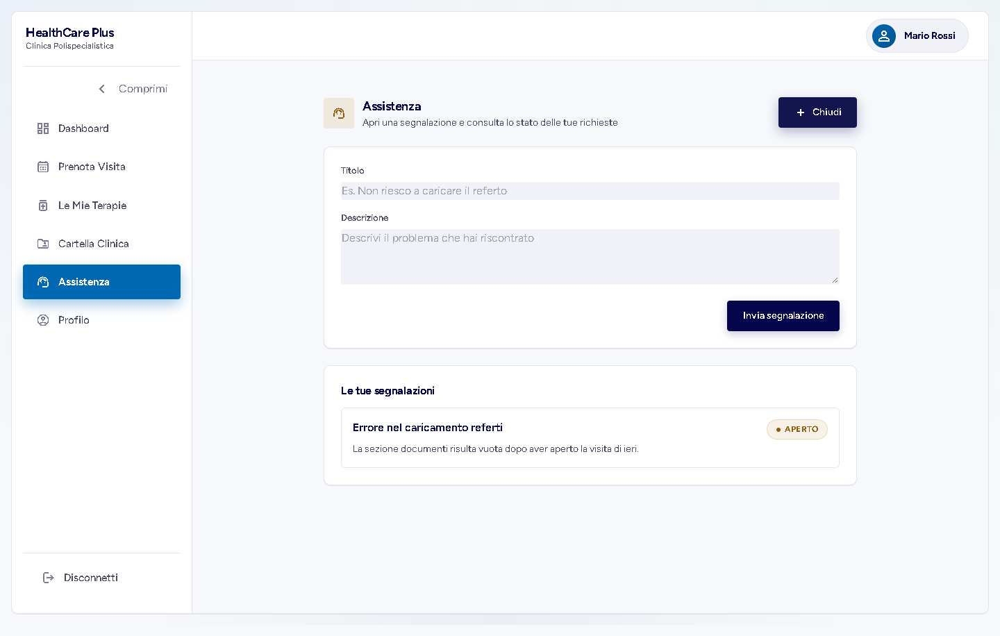 HealthCare Plus
Clinica Polispecialistica
Comprimi
Dashboard
Prenota Visita
Le Mie Terapie
Cartella Clinica
Assistenza
Profilo
Disconnetti
Mario Rossi
Assistenza
Apri una segnalazione e consulta lo stato delle tue richieste
Chiudi
Titolo
Es. Non riesco a caricare il referto
Descrizione
Descrivi il problema che hai riscontrato
Invia segnalazione
Le tue segnalazioni
Errore nel caricamento referti
APERTO
La sezione documenti risulta vuota dopo aver aperto la visita di ieri.